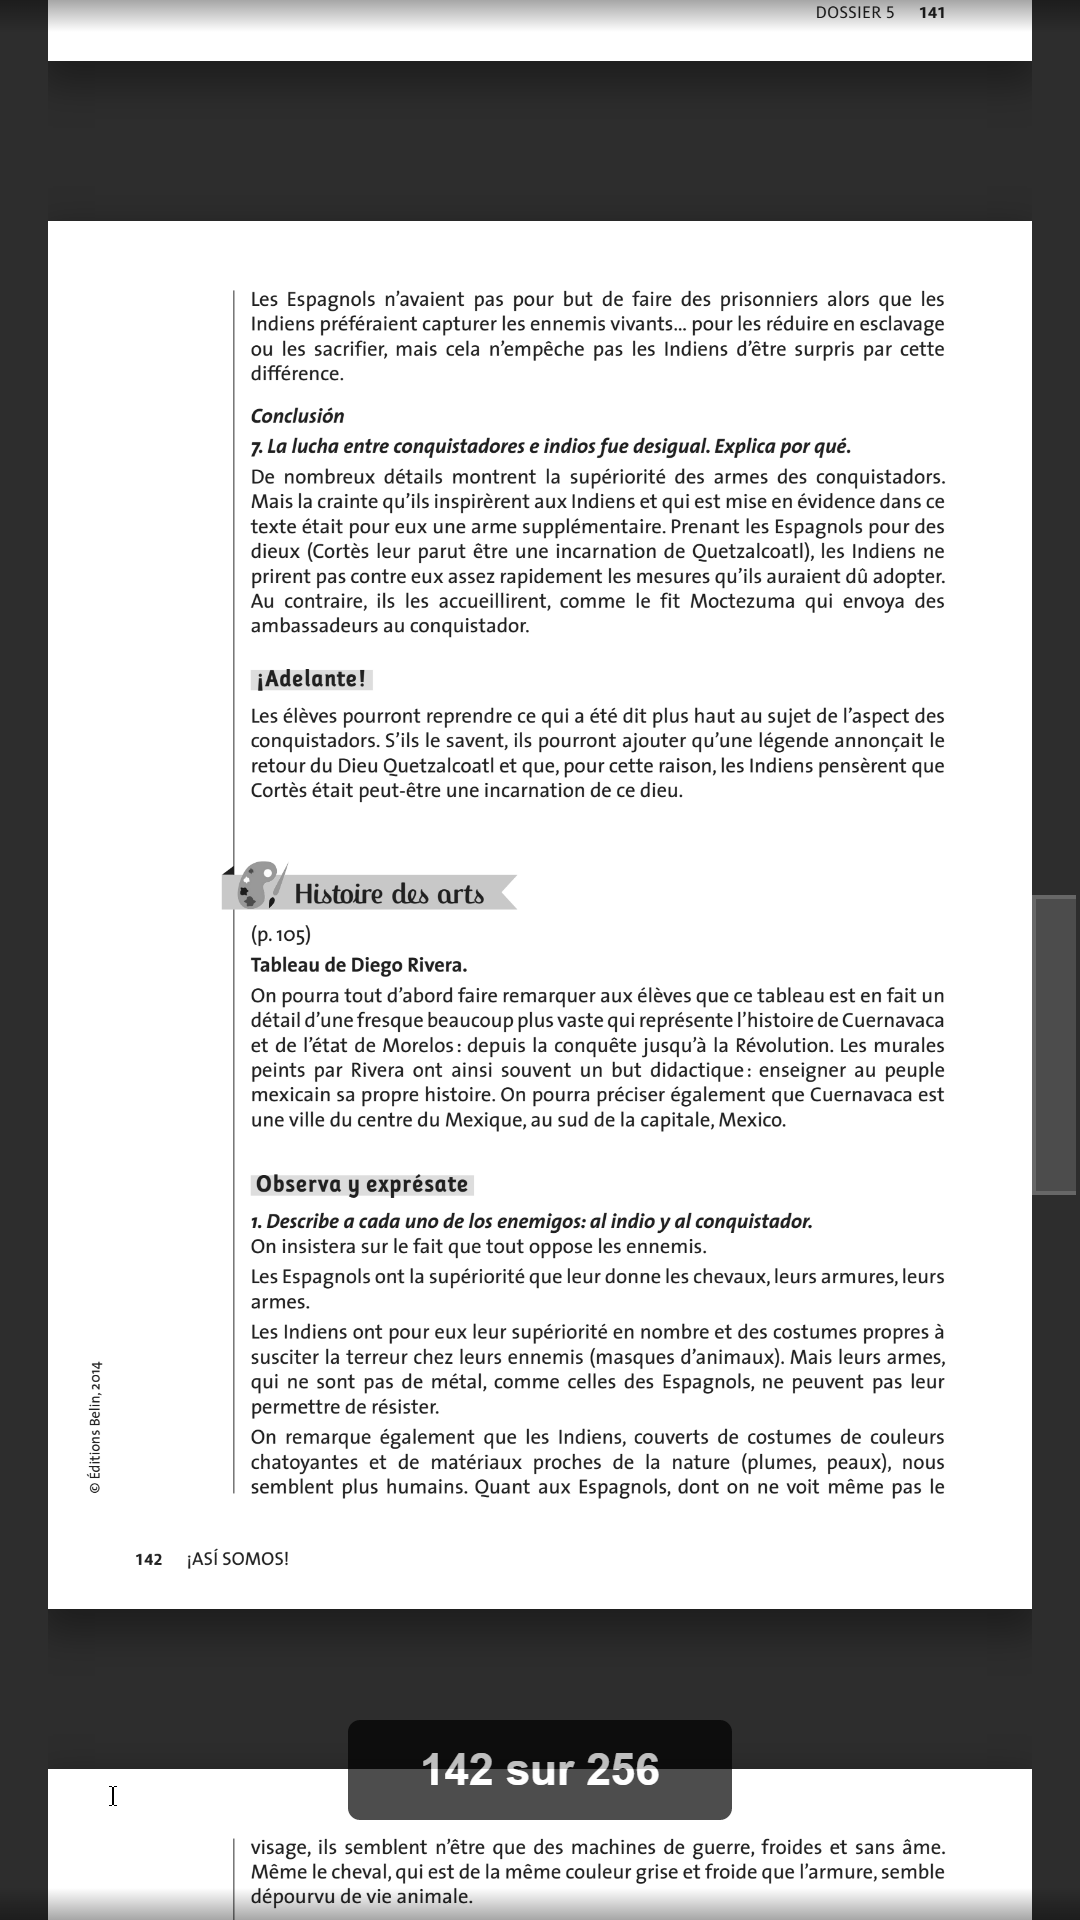 DOSSIER 5 141
Les Espagnols n’avaient pas pour but de faire des prisonniers alors que les
Indiens préféraient capturer les ennemis vivants... pour les réduire en esclavage
ou les sacrifier, mais cela n’empêche pas les Indiens d’être surpris par cette
différence.
Conclusión
7. La lucha entre conquistadores e indios fue desigual. Explica por qué.
De nombreux détails montrent la supériorité des armes des conquistadors.
Mais la crainte qu’ils inspirèrent aux Indiens et qui est mise en évidence dans ce
texte était pour eux une arme supplémentaire. Prenant les Espagnols pour des
dieux (Cortès leur parut être une incarnation de Quetzalcoatl), les Indiens ne
prirent pas contre eux assez rapidement les mesures qu’ils auraient dû adopter.
Au contraire, ils les accueillirent, comme le fit Moctezuma qui envoya des
ambassadeurs au conquistador.
¡Adelante!
Les élèves pourront reprendre ce qui a été dit plus haut au sujet de l’aspect des
conquistadors. S’ils le savent, ils pourront ajouter qu’une légende annonçait le
retour du Dieu Quetzalcoatl et que, pour cette raison, les Indiens pensèrent que
Cortès était peut-être une incarnation de ce dieu.
Histoire des arts
(p. 105)
Tableau de Diego Rivera.
On pourra tout d’abord faire remarquer aux élèves que ce tableau est en fait un
détail d’une fresque beaucoup plus vaste qui représente l’histoire de Cuernavaca
et de l’état de Morelos : depuis la conquête jusqu’à la Révolution. Les murales
peints par Rivera ont ainsi souvent un but didactique : enseigner au peuple
mexicain sa propre histoire. On pourra préciser également que Cuernavaca est
une ville du centre du Mexique, au sud de la capitale, Mexico.
Observa y exprésate
1. Describe a cada uno de los enemigos: al indio y al conquistador.
On insistera sur le fait que tout oppose les ennemis.
Les Espagnols ont la supériorité que leur donne les chevaux, leurs armures, leurs
armes.
Les Indiens ont pour eux leur supériorité en nombre et des costumes propres à
susciter la terreur chez leurs ennemis (masques d’animaux). Mais leurs armes,
qui ne sont pas de métal, comme celles des Espagnols, ne peuvent pas leur
permettre de résister.
On remarque également que les Indiens, couverts de costumes de couleurs
chatoyantes et de matériaux proches de la nature (plumes, peaux), nous
semblent plus humains. Quant aux Espagnols, dont on ne voit même pas le
© Éditions Belin, 2014
142 ¡ASÍ SOMOS!
142 sur 256
visage, ils semblent n’être que des machines de guerre, froides et sans âme.
Même le cheval, qui est de la même couleur grise et froide que l’armure, semble
dépourvu de vie animale.